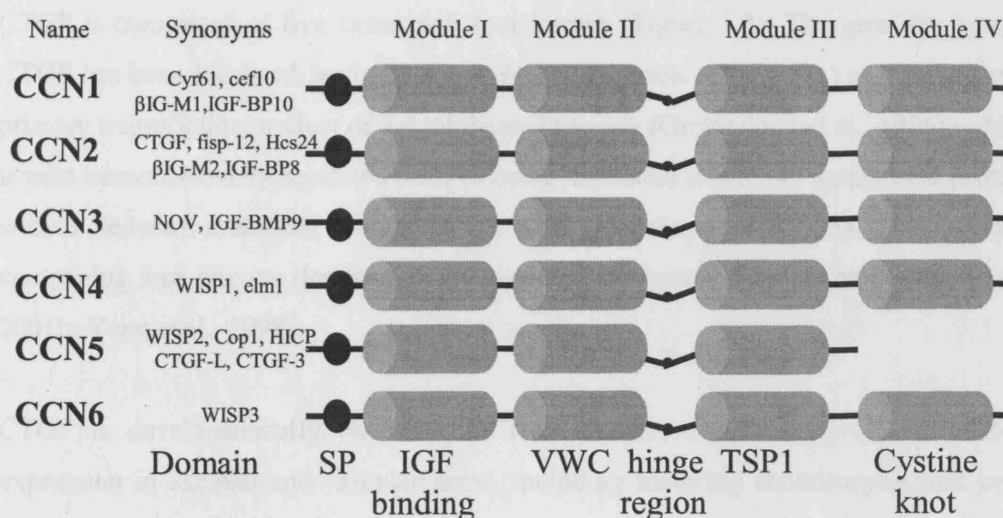 Name Synonyms Module I Module II Module III Module IV
CCN1 Cyr61, cef10
βIG-M1,IGF-BP10
CCN2 CTGF, fisp-12, Hcs24
βIG-M2,IGF-BP8
CCN3 NOV, IGF-BMP9
CCN4 WISP1, elm1
CCN5 WISP2, Cop1, HICP
CTGF-L, CTGF-3
CCN6 WISP3
Domain SP IGF VWC hinge TSP1 Cystine
binding region knot